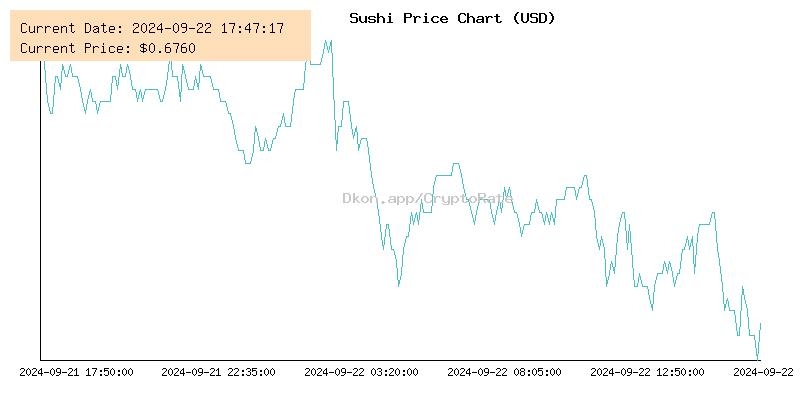 Sushi Price Chart (USD)
Current Date: 2024-09-22 17:47:17
Current Price: $0.6760
Dkon.app/CryptoRate
2024-09-21 17:50:00 2024-09-21 22:35:00 2024-09-22 03:20:00 2024-09-22 08:05:00 2024-09-22 12:50:00 2024-09-22